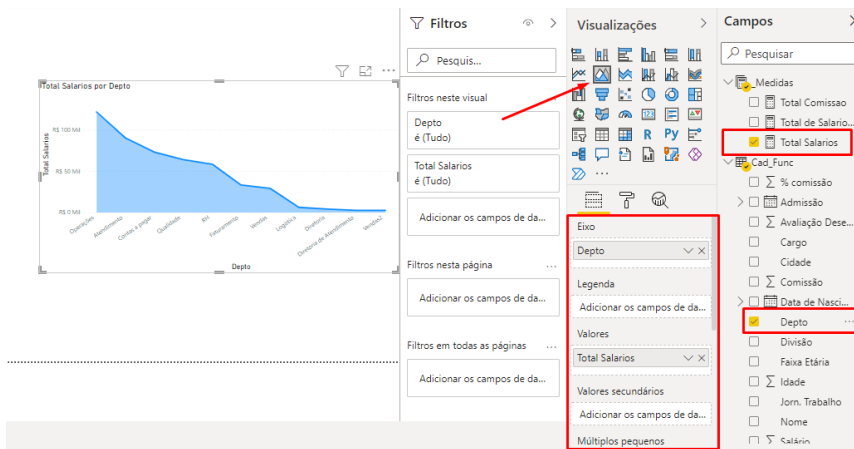 Total Salarios por Depto
Total Salarios
R$ 100 Mil
R$ 50 Mil
R$ 0 Mil
Operações
Atendimento
Contas a pagar
Qualidade
RH
Faturamento
Vendas
Logística
Diretoria
Diretoria de Atendimento
Vendas2
Depto
Filtros
Pesquis...
Filtros neste visual
Depto
é (Tudo)
Total Salarios
é (Tudo)
Adicionar os campos de da...
Filtros nesta página
...
Adicionar os campos de da...
Filtros em todas as páginas
...
Adicionar os campos de da...
Visualizações
123
R
Py
...
Eixo
Depto
Legenda
Adicionar os campos de da...
Valores
Total Salarios
Valores secundários
Adicionar os campos de da...
Múltiplos pequenos
Campos
Pesquisar
_Medidas
Total Comissao
Total de Salario...
Total Salarios
Cad_Func
% comissão
Admissão
Avaliação Dese...
Cargo
Cidade
Comissão
Data de Nasci...
Depto
...
Divisão
Faixa Etária
Idade
Jorn. Trabalho
Nome
Salário